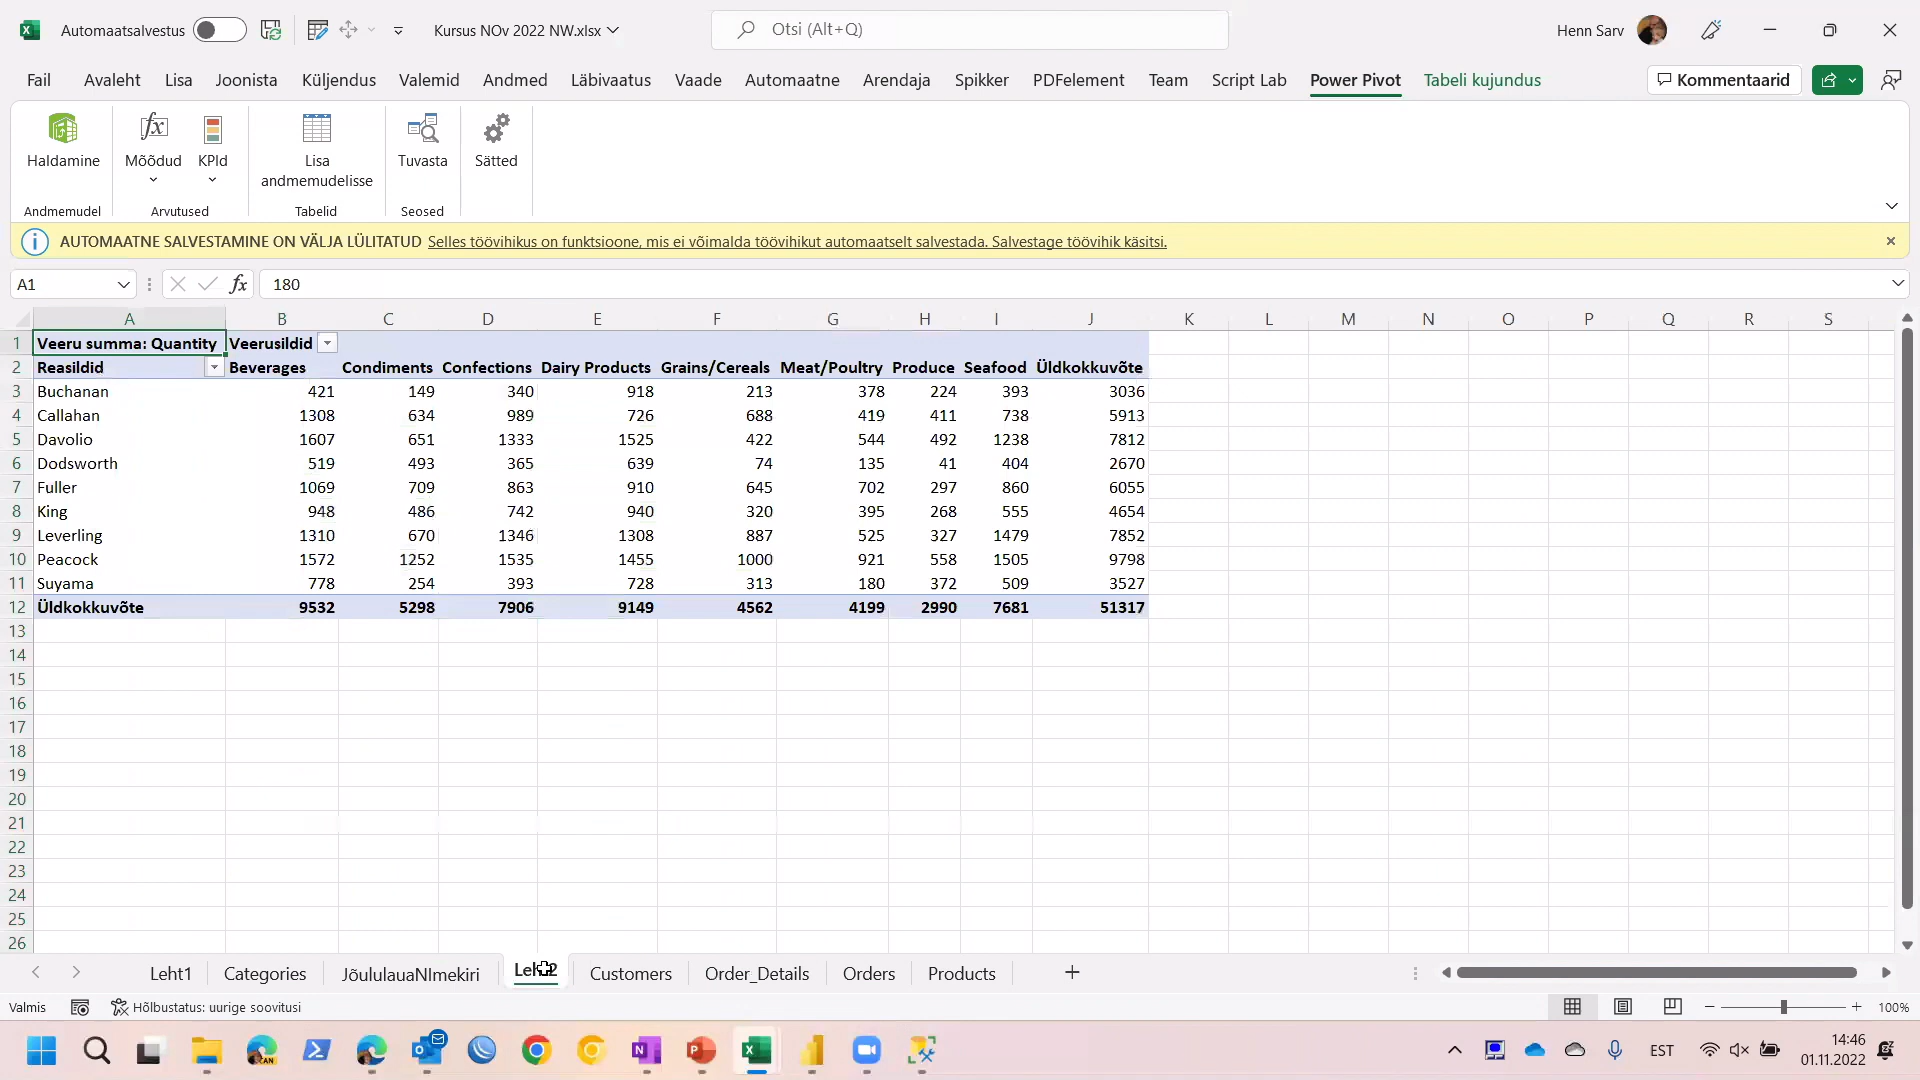 Automaatsalvestus
Kursus NOv 2022 NW.xlsx
Otsi (Alt+Q)
Henn Sarv
Fail Avaleht Lisa Joonista Küljendus Valemid Andmed Läbivaatus Vaade Automaatne Arendaja Spikker PDFelement Team Script Lab Power Pivot Tabeli kujundus Kommentaarid
Haldamine
Mõõdud KPId
Lisa
andmemudelisse
Tuvasta
Sätted
Andmemudel Arvutused Tabelid Seosed
AUTOMAATNE SALVESTAMINE ON VÄLJA LÜLITATUD Selles töövihikus on funktsioone, mis ei võimalda töövihikut automaatselt salvestada. Salvestage töövihik käsitsi.
A1 fx 180
A B C D E F G H I J K L M N O P Q R S
1 Veeru summa: Quantity Veerusildid
2 Reasildid Beverages Condiments Confections Dairy Products Grains/Cereals Meat/Poultry Produce Seafood Üldkokkuvõte
3 Buchanan 421 149 340 918 213 378 224 393 3036
4 Callahan 1308 634 989 726 688 419 411 738 5913
5 Davolio 1607 651 1333 1525 422 544 492 1238 7812
6 Dodsworth 519 493 365 639 74 135 41 404 2670
7 Fuller 1069 709 863 910 645 702 297 860 6055
8 King 948 486 742 940 320 395 268 555 4654
9 Leverling 1310 670 1346 1308 887 525 327 1479 7852
10 Peacock 1572 1252 1535 1455 1000 921 558 1505 9798
11 Suyama 778 254 393 728 313 180 372 509 3527
12 Üldkokkuvõte 9532 5298 7906 9149 4562 4199 2990 7681 51317
13
14
15
16
17
18
19
20
21
22
23
24
25
26
Leht1 Categories JõululauaNImekiri Customers Order_Details Orders Products
Valmis Hõlbustatus: uurige soovitusi 100%
CAN
EST
14:46
01.11.2022